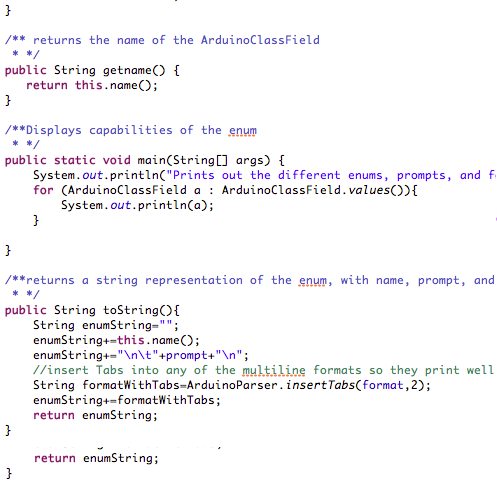 }
/** returns the name of the ArduinoClassField
* */
public String getname() {
return this.name();
}
/**Displays capabilities of the enum
* */
public static void main(String[] args) {
System.out.println("Prints out the different enums, prompts, and f
for (ArduinoClassField a : ArduinoClassField.values()){
System.out.println(a);
}
}
/**returns a string representation of the enum, with name, prompt, and
* */
public String toString(){
String enumString="";
enumString+=this.name();
enumString+="\n\t"+prompt+"\n";
//insert Tabs into any of the multiline formats so they print well
String formatWithTabs=ArduinoParser.insertTabs(format,2);
enumString+=formatWithTabs;
return enumString;
}
return enumString;
}